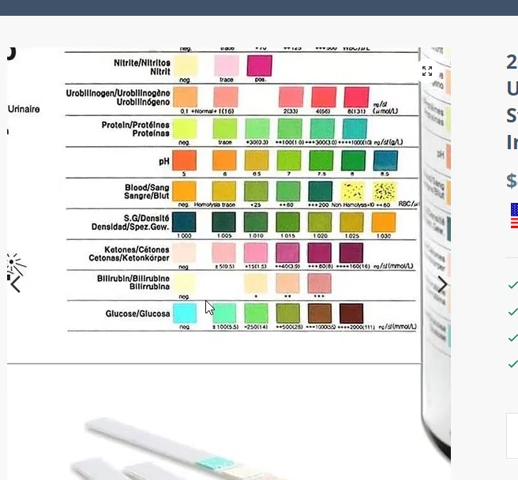 neg. trace
Nitrite/Nitritos
Nitrit
neg. trace pos.
Urobilinogen/Urobilinogène
Urobilinógeno
0.1 Normal 1(16) 2(33) 4(66) 8(131) mg/dl (μmol/L)
Urinaire
Protein/Protéines
Proteínas
neg. trace +30(0.3) ++100(1.0) +++300(3.0) ++++1000(10) mg/dl(g/L)
pH
5 6 6.5 7 7.5 8 8.5
Blood/Sang
Sangre/Blut
neg. Hemolysis trace +25 ++80 +++200 Non Hemolysis+10 ++80 RBC/
S.G/Densité
Densidad/Spez.Gew.
1.000 1.005 1.010 1.015 1.020 1.025 1.030
Ketones/Cétones
Cetonas/Ketonkörper
neg. ±5(0.5) +15(1.5) ++40(3.9) +++80(8) ++++160(16) mg/dl(mmol/L)
Bilirubin/Bilirubine
Bilirrubina
neg. + ++ +++
Glucose/Glucosa
neg. ±100(5.5) +250(14) ++500(28) ++++2000(111) mg/dl(mmol/L)
pH
2
U
S
In
$